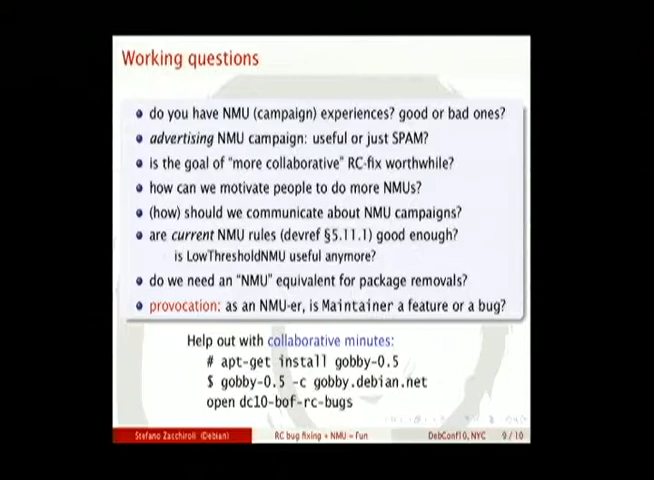 Working questions
do you have NMU (campaign) experiences? good or bad ones?
advertising NMU campaign: useful or just SPAM?
is the goal of "more collaborative" RC-fix worthwhile?
how can we motivate people to do more NMUs?
(how) should we communicate about NMU campaigns?
are current NMU rules (devref §5.11.1) good enough?
is LowThresholdNMU useful anymore?
do we need an "NMU" equivalent for package removals?
provocation: as an NMU-er, is Maintainer a feature or a bug?
Help out with collaborative minutes:
# apt-get install gobby-0.5
$ gobby-0.5 -c gobby.debian.net
open dc10-bof-rc-bugs
Stefano Zacchiroli (Debian) RC bug fixing + NMU = Fun DebConf10, NYC 9 / 10